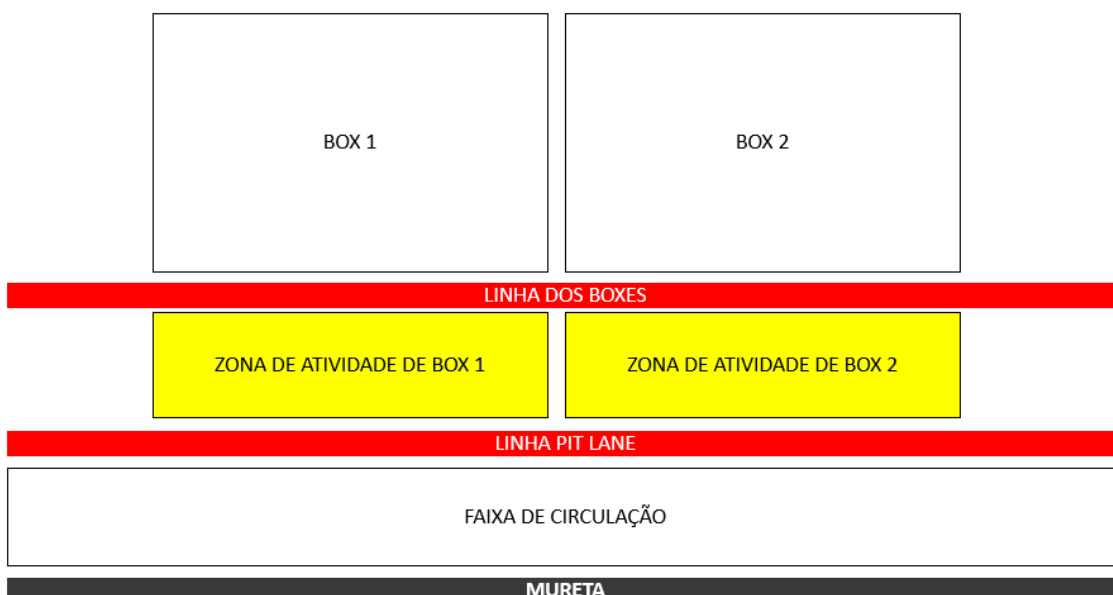 BOX 1
BOX 2
LINHA DOS BOXES
ZONA DE ATIVIDADE DE BOX 1
ZONA DE ATIVIDADE DE BOX 2
LINHA PIT LANE
FAIXA DE CIRCULAÇÃO
MURETA